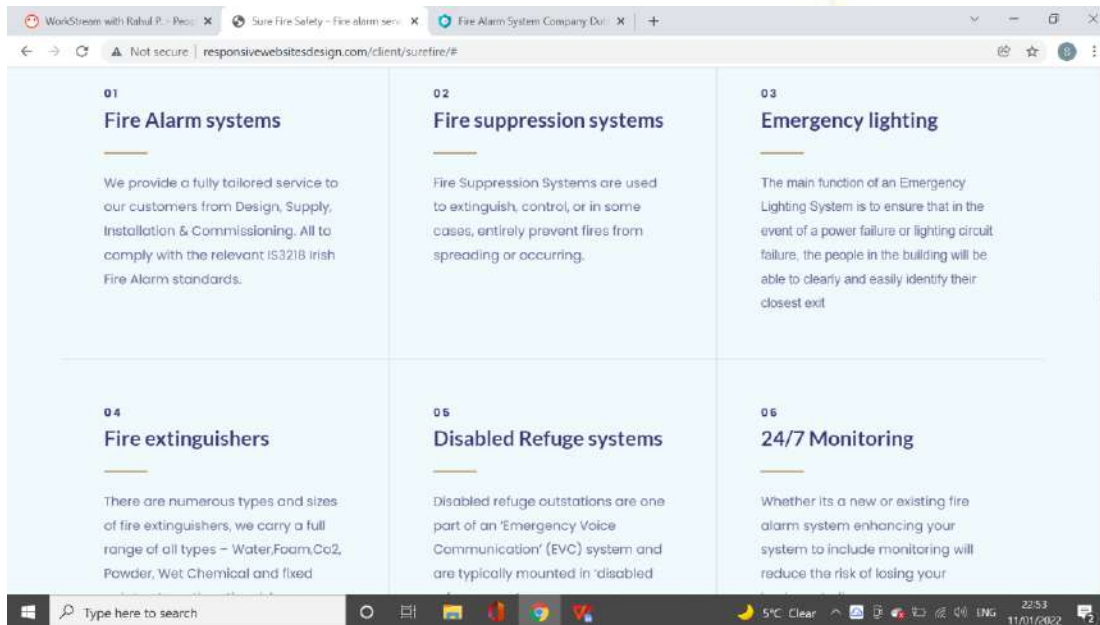 WorkStream with Rahul P. - Peop
Sure Fire Safety – Fire alarm serv
Fire Alarm System Company Dub
Not secure | responsivewebsitesdesign.com/client/surefire/#
01
Fire Alarm systems
We provide a fully tailored service to
our customers from Design, Supply,
Installation & Commissioning. All to
comply with the relevant IS3218 Irish
Fire Alarm standards.
02
Fire suppression systems
Fire Suppression Systems are used
to extinguish, control, or in some
cases, entirely prevent fires from
spreading or occurring.
03
Emergency lighting
The main function of an Emergency
Lighting System is to ensure that in the
event of a power failure or lighting circuit
failure, the people in the building will be
able to clearly and easily identify their
closest exit
04
Fire extinguishers
There are numerous types and sizes
of fire extinguishers, we carry a full
range of all types – Water,Foam,Co2,
Powder, Wet Chemical and fixed
05
Disabled Refuge systems
Disabled refuge outstations are one
part of an ‘Emergency Voice
Communication’ (EVC) system and
are typically mounted in ‘disabled
06
24/7 Monitoring
Whether its a new or existing fire
alarm system enhancing your
system to include monitoring will
reduce the risk of losing your
Type here to search
5°C Clear
ENG
22:53
11/01/2022